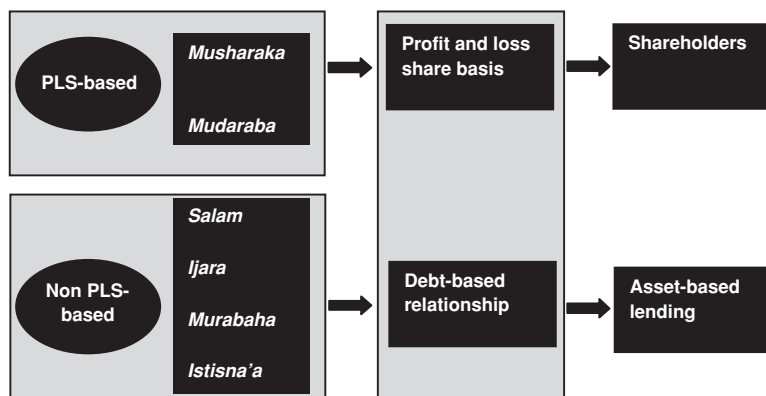 PLS-based
Musharaka
Mudaraba
Profit and loss
share basis
Shareholders
Non PLS-
based
Salam
Ijara
Murabaha
Istisna’a
Debt-based
relationship
Asset-based
lending